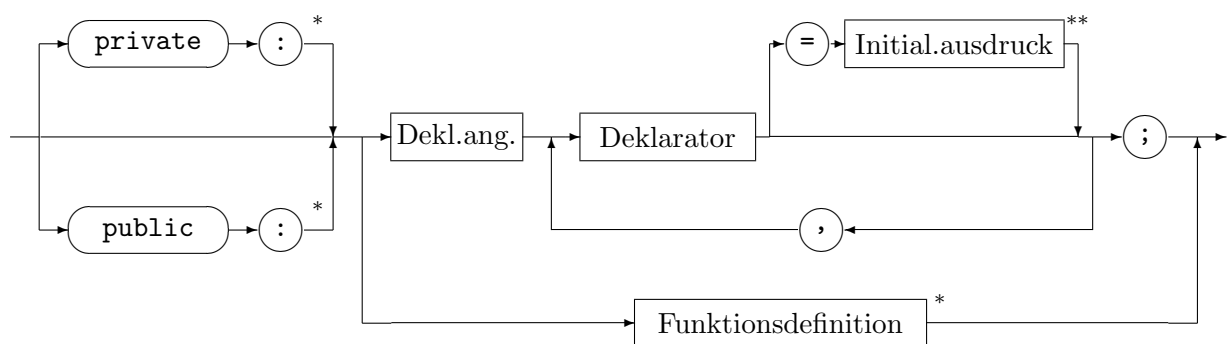 private : *
= Initial.ausdruck **
Dekl.ang. Deklarator ;
public : *
,
Funktionsdefinition *